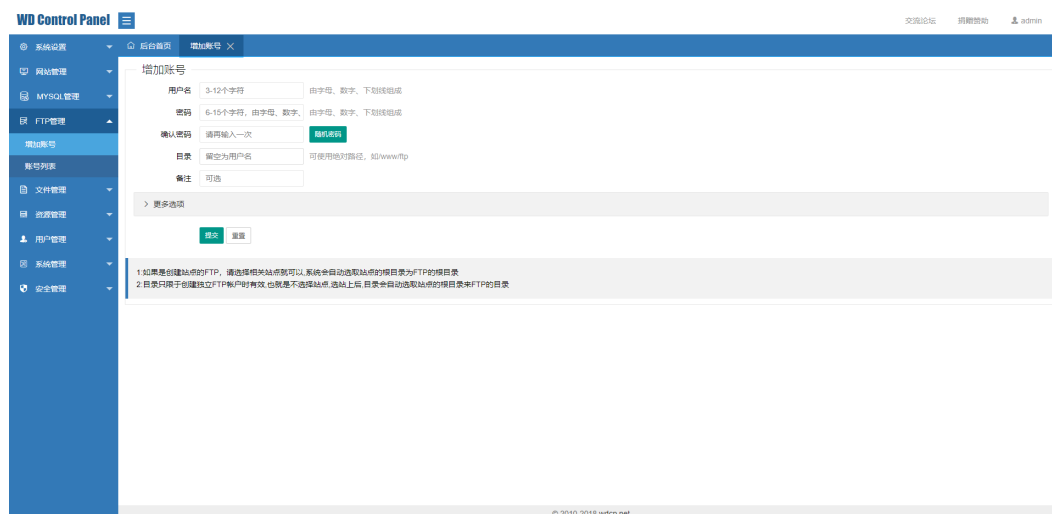 WD Control Panel
交流论坛 捐赠赞助 admin
系统设置
网站管理
MYSQL管理
FTP管理
增加账号
账号列表
文件管理
资源管理
用户管理
系统管理
安全管理
后台首页 增加账号
增加账号
用户名 3-12个字符 由字母、数字、下划线组成
密码 6-15个字符，由字母、数字、 由字母、数字、下划线组成
确认密码 请再输入一次 随机密码
目录 留空为用户名 可使用绝对路径，如/www/ftp
备注 可选
更多选项
提交 重置
1:如果是创建站点的FTP，请选择相关站点就可以,系统会自动选取站点的根目录为FTP的根目录
2:目录只限于创建独立FTP帐户时有效,也就是不选择站点,选站上后,目录会自动选取站点的根目录来FTP的目录
© 2010-2018 wdcp.net